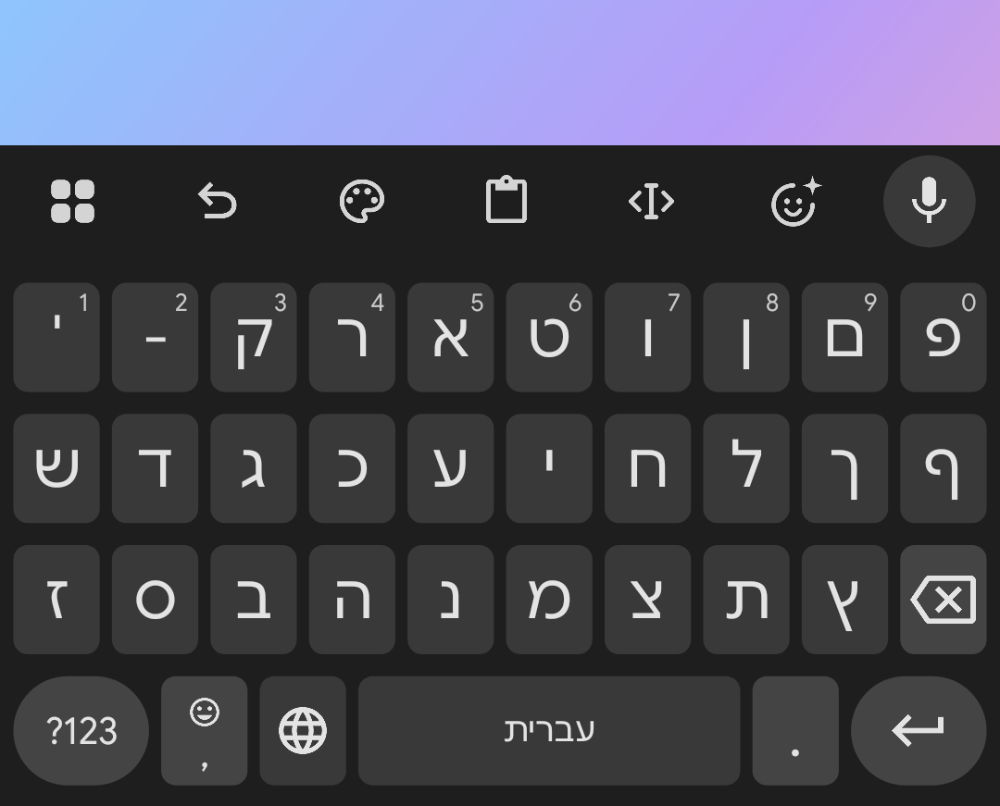 ' 1 - 2 ק 3 ר 4 א 5 ט 6 ו 7 ן 8 ם 9 פ 0
ש ד ג כ ע י ח ל ך ף
ז ס ב ה נ מ צ ת ץ
?123 , עברית .